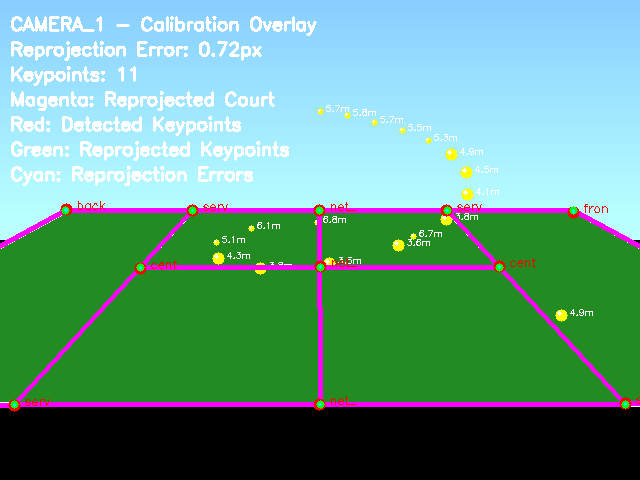 CAMERA_1 - Calibration Overlay
Reprojection Error: 0.72px
Keypoints: 11
Magenta: Reprojected Court
Red: Detected Keypoints
Green: Reprojected Keypoints
Cyan: Reprojection Errors
5.7m
5.8m
5.7m
5.5m
5.3m
4.9m
4.5m
4.1m
back
serv
net_
serv
fron
3.8m
6.8m
6.1m
6.7m
5.1m
3.6m
4.3m
3.5m
cent
cent
4.9m
serv
net_